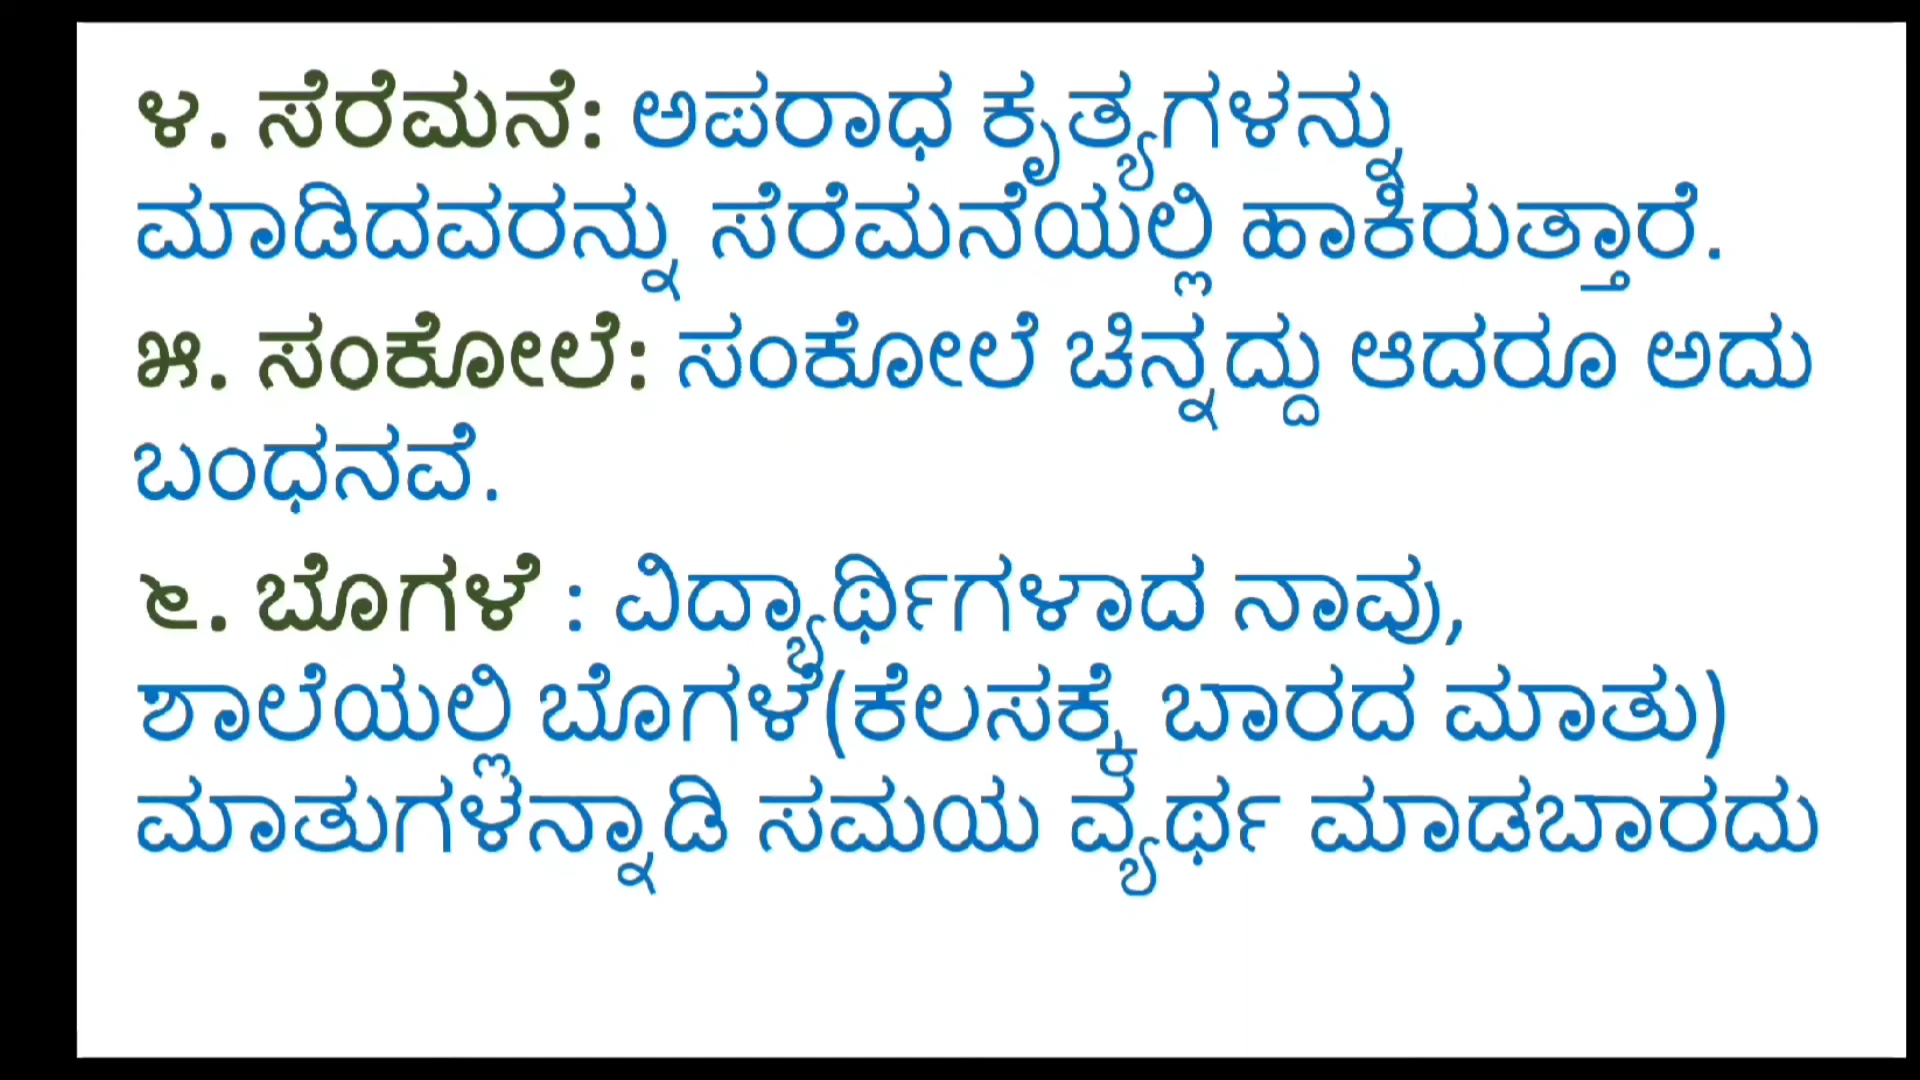 ೪. ಸೆರೆಮನೆ: ಅಪರಾಧ ಕೃತ್ಯಗಳನ್ನು
ಮಾಡಿದವರನ್ನು ಸೆರೆಮನೆಯಲ್ಲಿ ಹಾಕಿರುತ್ತಾರೆ.
೫. ಸಂಕೋಲೆ: ಸಂಕೋಲೆ ಚಿನ್ನದ್ದು ಆದರೂ ಅದು
ಬಂಧನವೆ.
೬. ಬೊಗಳೆ : ವಿದ್ಯಾರ್ಥಿಗಳಾದ ನಾವು,
ಶಾಲೆಯಲ್ಲಿ ಬೊಗಳೆ(ಕೆಲಸಕ್ಕೆ ಬಾರದ ಮಾತು)
ಮಾತುಗಳನ್ನಾಡಿ ಸಮಯ ವ್ಯರ್ಥ ಮಾಡಬಾರದು